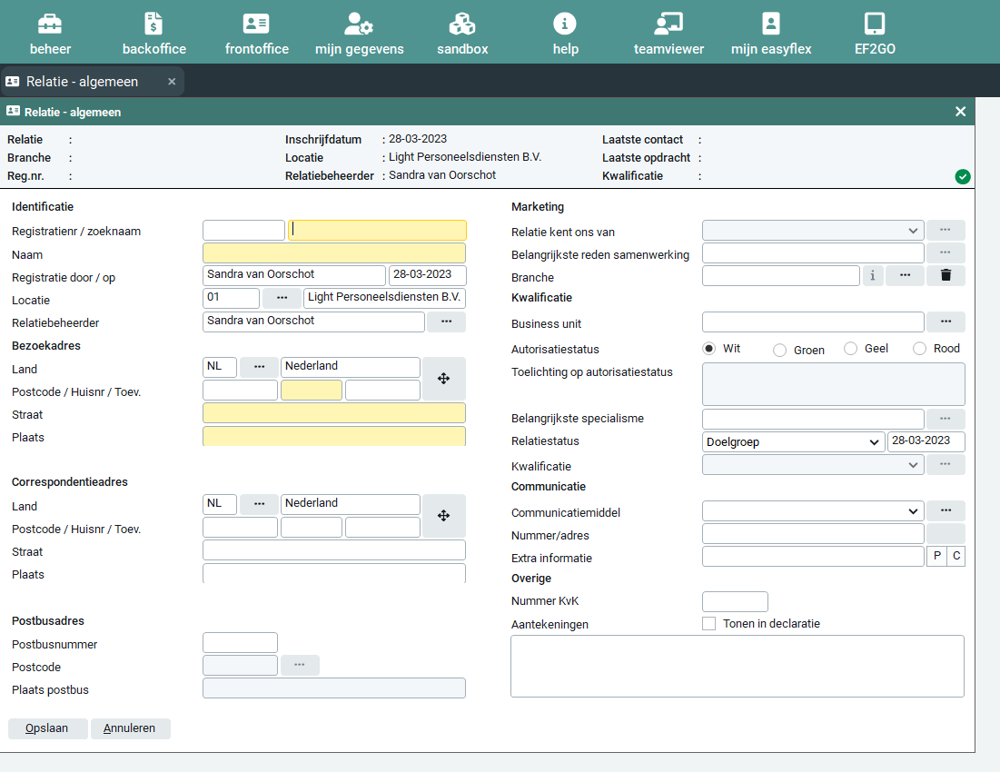 beheer backoffice frontoffice mijn gegevens sandbox help teamviewer mijn easyflex EF2GO
Relatie - algemeen ×
Relatie - algemeen
Relatie : Inschrijfdatum : 28-03-2023 Laatste contact :
Branche : Locatie : Light Personeelsdiensten B.V. Laatste opdracht :
Reg.nr. : Relatiebeheerder : Sandra van Oorschot Kwalificatie :
Identificatie
Registratienr / zoeknaam
Naam
Registratie door / op Sandra van Oorschot 28-03-2023
Locatie 01 ... Light Personeelsdiensten B.V.
Relatiebeheerder Sandra van Oorschot ...
Bezoekadres
Land NL ... Nederland
Postcode / Huisnr / Toev.
Straat
Plaats
Correspondentieadres
Land NL ... Nederland
Postcode / Huisnr / Toev.
Straat
Plaats
Postbusadres
Postbusnummer
Postcode ...
Plaats postbus
Opslaan Annuleren
Marketing
Relatie kent ons van ...
Belangrijkste reden samenwerking ...
Branche i ...
Kwalificatie
Business unit ...
Autorisatiestatus Wit Groen Geel Rood
Toelichting op autorisatiestatus
Belangrijkste specialisme ...
Relatiestatus Doelgroep 28-03-2023
Kwalificatie ...
Communicatie
Communicatiemiddel ...
Nummer/adres
Extra informatie P C
Overige
Nummer KvK
Aantekeningen Tonen in declaratie